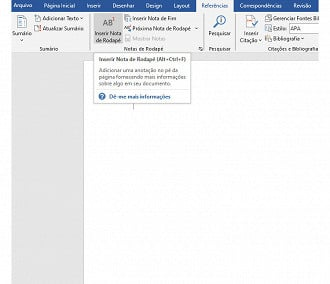 Arquivo Página Inicial Inserir Desenhar Design Layout Referências Correspondências Revisão
Sumário
Adicionar Texto
Atualizar Sumário
Sumário
AB¹
Inserir Nota de Rodapé
Inserir Nota de Fim
Próxima Nota de Rodapé
Mostrar Notas
Notas de Rodapé
Pesquisar
Pesquisar
Inserir Citação
Gerenciar Fontes Bi
Estilo: APA
Bibliografia
Citações e Bibliografia
Inserir Nota de Rodapé (Alt+Ctrl+F)
Adicionar uma anotação no pé da
página fornecendo mais informações
sobre algo em seu documento.
Dê-me mais informações